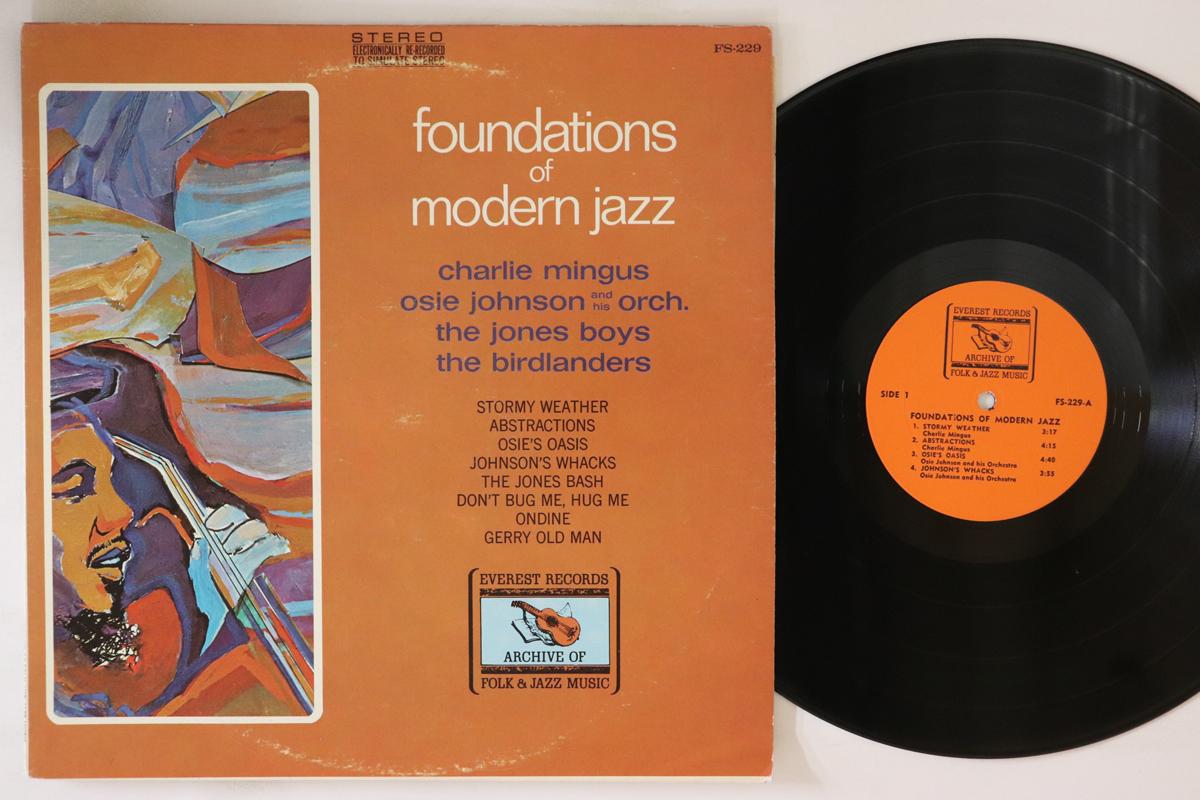 STEREO
ELECTRONICALLY RE-RECORDED
TO SIMULATE STEREO
FS-229
foundations
of
modern jazz
charlie mingus
osie johnson and his orch.
the jones boys
the birdlanders
STORMY WEATHER
ABSTRACTIONS
OSIE'S OASIS
JOHNSON'S WHACKS
THE JONES BASH
DON'T BUG ME, HUG ME
ONDINE
GERRY OLD MAN
EVEREST RECORDS
ARCHIVE OF
FOLK & JAZZ MUSIC
EVEREST RECORDS
ARCHIVE OF
FOLK & JAZZ MUSIC
SIDE 1
FS-229-A
FOUNDATIONS OF MODERN JAZZ
1. STORMY WEATHER 3:17
Charlie Mingus
2. ABSTRACTIONS 4:15
Charlie Mingus
3. OSIE'S OASIS 4:40
Osie Johnson and his Orchestra
4. JOHNSON'S WHACKS 3:55
Osie Johnson and his Orchestra